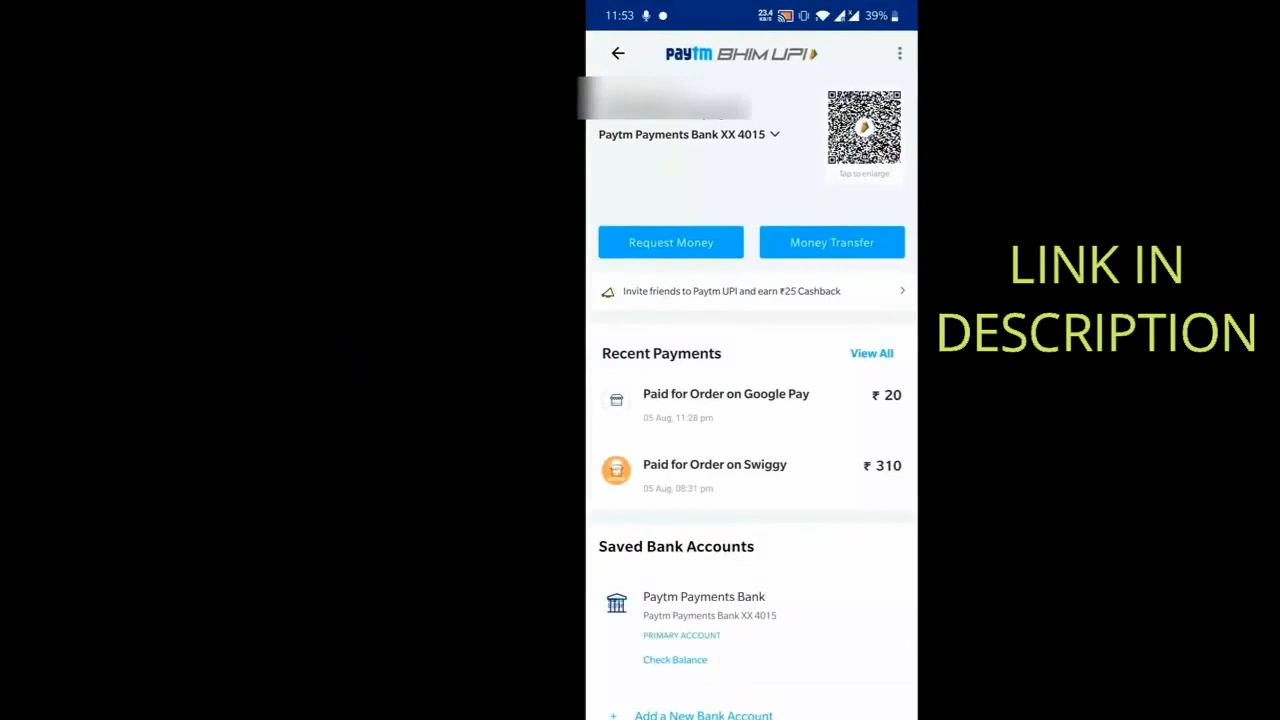 11:53
23.4
KB/S
39%
paytm BHIM UPI
Paytm Payments Bank XX 4015
Tap to enlarge
Request Money
Money Transfer
Invite friends to Paytm UPI and earn ₹25 Cashback
Recent Payments
View All
Paid for Order on Google Pay
₹ 20
05 Aug, 11:28 pm
Paid for Order on Swiggy
₹ 310
05 Aug, 08:31 pm
Saved Bank Accounts
Paytm Payments Bank
Paytm Payments Bank XX 4015
PRIMARY ACCOUNT
Check Balance
+ Add a New Bank Account
LINK IN
DESCRIPTION